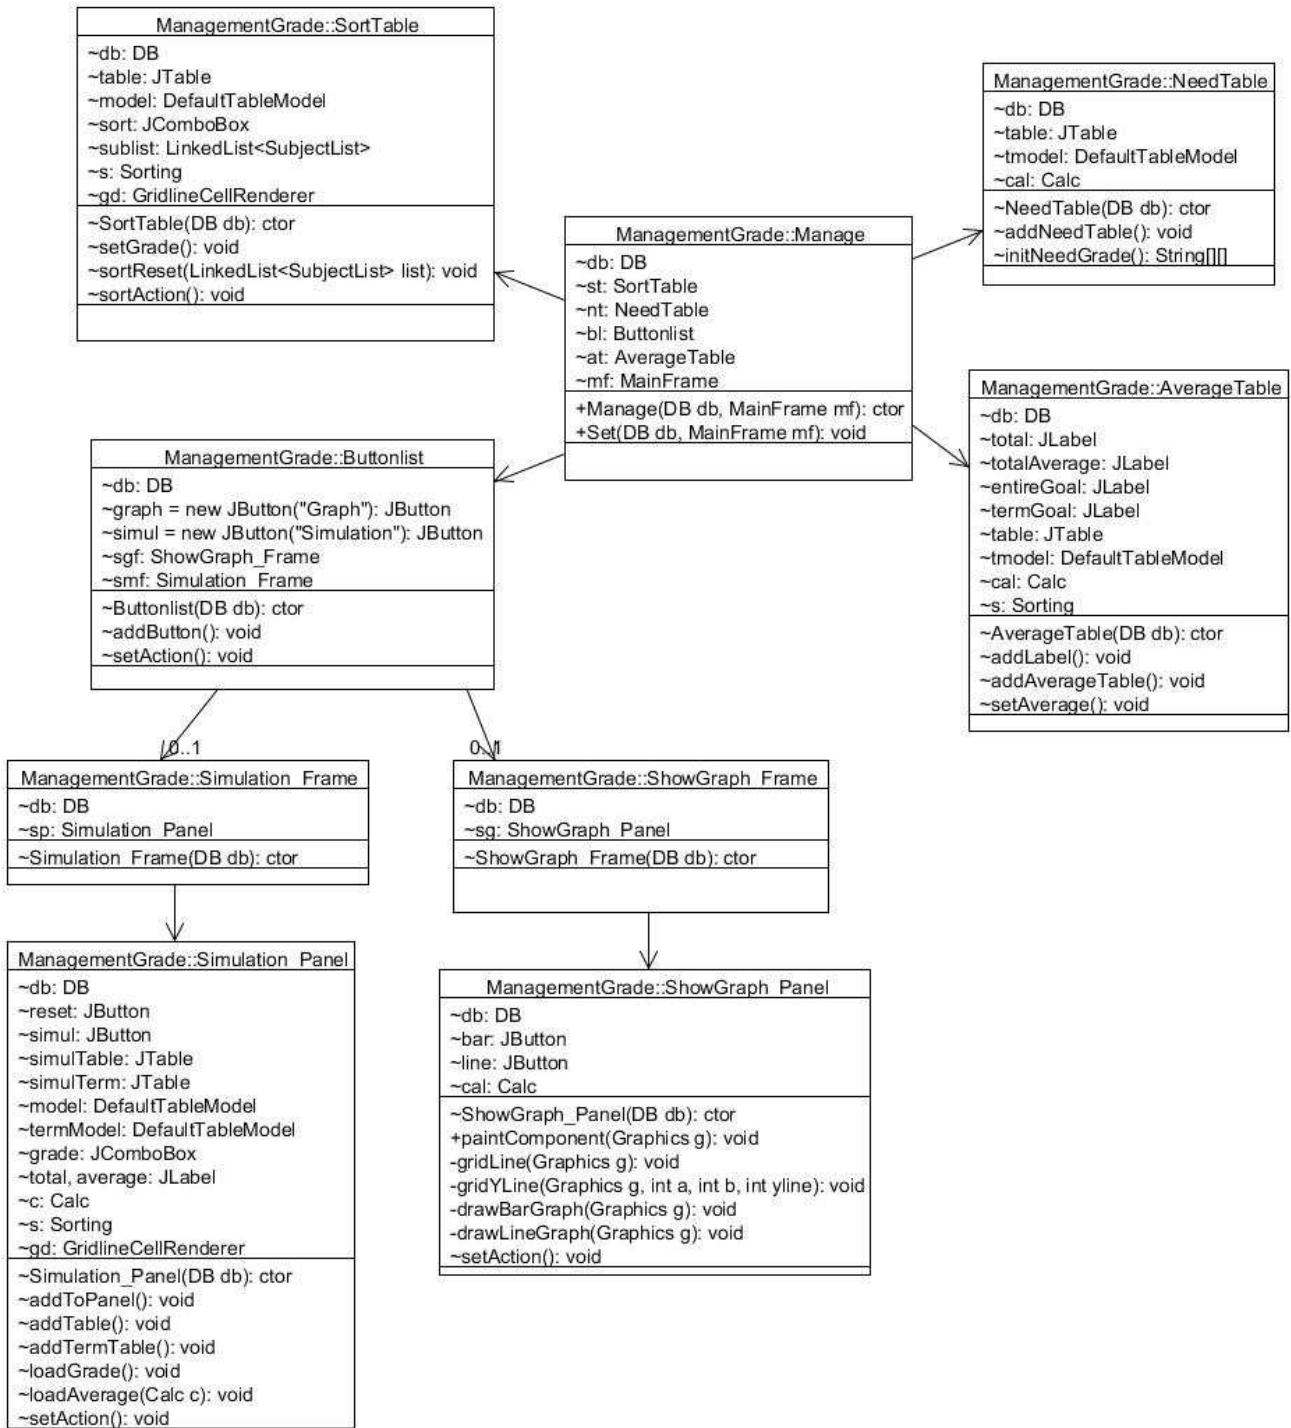 ManagementGrade::SortTable
~db: DB
~table: JTable
~model: DefaultTableModel
~sort: JComboBox
~sublist: LinkedList<SubjectList>
~s: Sorting
~gd: GridlineCellRenderer
~SortTable(DB db): ctor
~setGrade(): void
~sortReset(LinkedList<SubjectList> list): void
~sortAction(): void
ManagementGrade::NeedTable
~db: DB
~table: JTable
~tmodel: DefaultTableModel
~cal: Calc
~NeedTable(DB db): ctor
~addNeedTable(): void
~initNeedGrade(): String[][]
ManagementGrade::Manage
~db: DB
~st: SortTable
~nt: NeedTable
~bl: Buttonlist
~at: AverageTable
~mf: MainFrame
+Manage(DB db, MainFrame mf): ctor
+Set(DB db, MainFrame mf): void
ManagementGrade::AverageTable
~db: DB
~total: JLabel
~totalAverage: JLabel
~entireGoal: JLabel
~termGoal: JLabel
~table: JTable
~tmodel: DefaultTableModel
~cal: Calc
~s: Sorting
~AverageTable(DB db): ctor
~addLabel(): void
~addAverageTable(): void
~setAverage(): void
ManagementGrade::Buttonlist
~db: DB
~graph = new JButton("Graph"): JButton
~simul = new JButton("Simulation"): JButton
~sgf: ShowGraph_Frame
~smf: Simulation_Frame
~Buttonlist(DB db): ctor
~addButton(): void
~setAction(): void
0..1
0..1
ManagementGrade::Simulation_Frame
~db: DB
~sp: Simulation_Panel
~Simulation_Frame(DB db): ctor
ManagementGrade::ShowGraph_Frame
~db: DB
~sg: ShowGraph_Panel
~ShowGraph_Frame(DB db): ctor
ManagementGrade::Simulation_Panel
~db: DB
~reset: JButton
~simul: JButton
~simulTable: JTable
~simulTerm: JTable
~model: DefaultTableModel
~termModel: DefaultTableModel
~grade: JComboBox
~total, average: JLabel
~c: Calc
~s: Sorting
~gd: GridlineCellRenderer
~Simulation_Panel(DB db): ctor
~addToPanel(): void
~addTable(): void
~addTermTable(): void
~loadGrade(): void
~loadAverage(Calc c): void
~setAction(): void
ManagementGrade::ShowGraph_Panel
~db: DB
~bar: JButton
~line: JButton
~cal: Calc
~ShowGraph_Panel(DB db): ctor
+paintComponent(Graphics g): void
-gridLine(Graphics g): void
-gridYLine(Graphics g, int a, int b, int yline): void
-drawBarGraph(Graphics g): void
-drawLineGraph(Graphics g): void
~setAction(): void